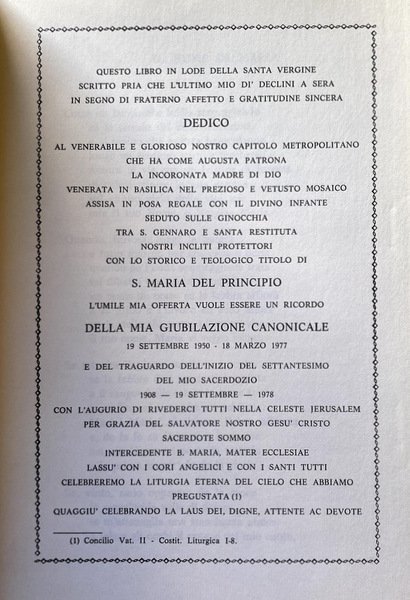 QUESTO LIBRO IN LODE DELLA SANTA VERGINE
SCRITTO PRIA CHE L'ULTIMO MIO DI' DECLINI A SERA
IN SEGNO DI FRATERNO AFFETTO E GRATITUDINE SINCERA
DEDICO
AL VENERABILE E GLORIOSO NOSTRO CAPITOLO METROPOLITANO
CHE HA COME AUGUSTA PATRONA
LA INCORONATA MADRE DI DIO
VENERATA IN BASILICA NEL PREZIOSO E VETUSTO MOSAICO
ASSISA IN POSA REGALE CON IL DIVINO INFANTE
SEDUTO SULLE GINOCCHIA
TRA S. GENNARO E SANTA RESTITUTA
NOSTRI INCLITI PROTETTORI
CON LO STORICO E TEOLOGICO TITOLO DI
S. MARIA DEL PRINCIPIO
L'UMILE MIA OFFERTA VUOLE ESSERE UN RICORDO
DELLA MIA GIUBILAZIONE CANONICALE
19 SETTEMBRE 1950 - 18 MARZO 1977
E DEL TRAGUARDO DELL'INIZIO DEL SETTANTESIMO
DEL MIO SACERDOZIO
1908 — 19 SETTEMBRE — 1978
CON L'AUGURIO DI RIVEDERCI TUTTI NELLA CELESTE JERUSALEM
PER GRAZIA DEL SALVATORE NOSTRO GESU' CRISTO
SACERDOTE SOMMO
INTERCEDENTE B. MARIA, MATER ECCLESIAE
LASSU' CON I CORI ANGELICI E CON I SANTI TUTTI
CELEBREREMO LA LITURGIA ETERNA DEL CIELO CHE ABBIAMO
PREGUSTATA (1)
QUAGGIU' CELEBRANDO LA LAUS DEI, DIGNE, ATTENTE AC DEVOTE
(1) Concilio Vat. II - Costit. Liturgica I-8.